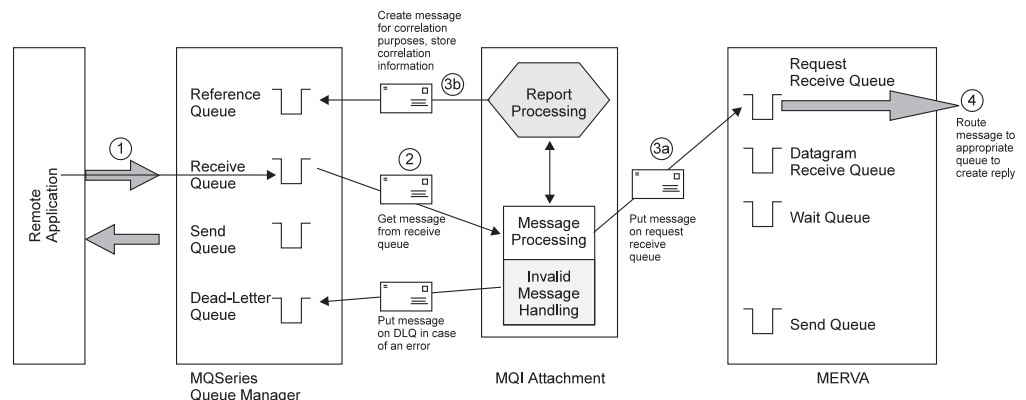 Create message
for correlation
purposes, store
correlation
information
3b
Remote
Application
1
Reference
Queue
Receive
Queue
Send
Queue
Dead-Letter
Queue
MQSeries
Queue Manager
2
Get message
from receive
queue
Put message
on DLQ in case
of an error
Report
Processing
Message
Processing
Invalid
Message
Handling
MQI Attachment
3a
Put message
on request
receive
queue
Request
Receive Queue
Datagram
Receive Queue
Wait Queue
Send Queue
MERVA
4
Route
message to
appropriate
queue to
create reply